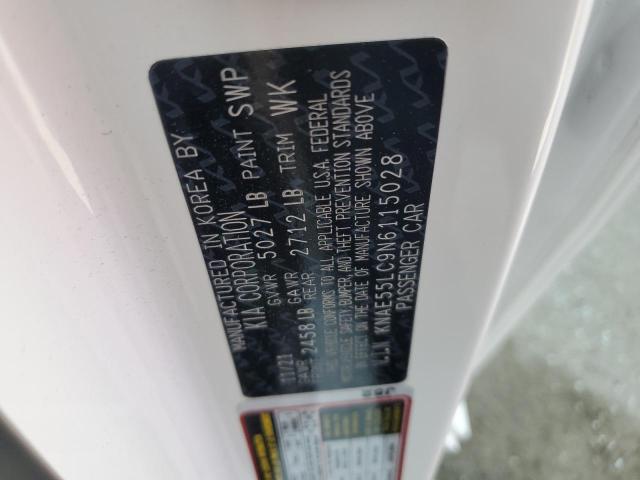 MANUFACTURED IN KOREA BY
KIA CORPORATION
11/21 GVWR 5027 LB PAINT SWP
GAWR
2458 LB REAR 2712 LB TRIM WK
THIS VEHICLE CONFORMS TO ALL APPLICABLE U.S.A. FEDERAL
MOTOR VEHICLE SAFETY, BUMPER, AND THEFT PREVENTION STANDARDS
IN EFFECT ON THE DATE OF MANUFACTURE SHOWN ABOVE
KNAE55LC9N6115028
PASSENGER CAR